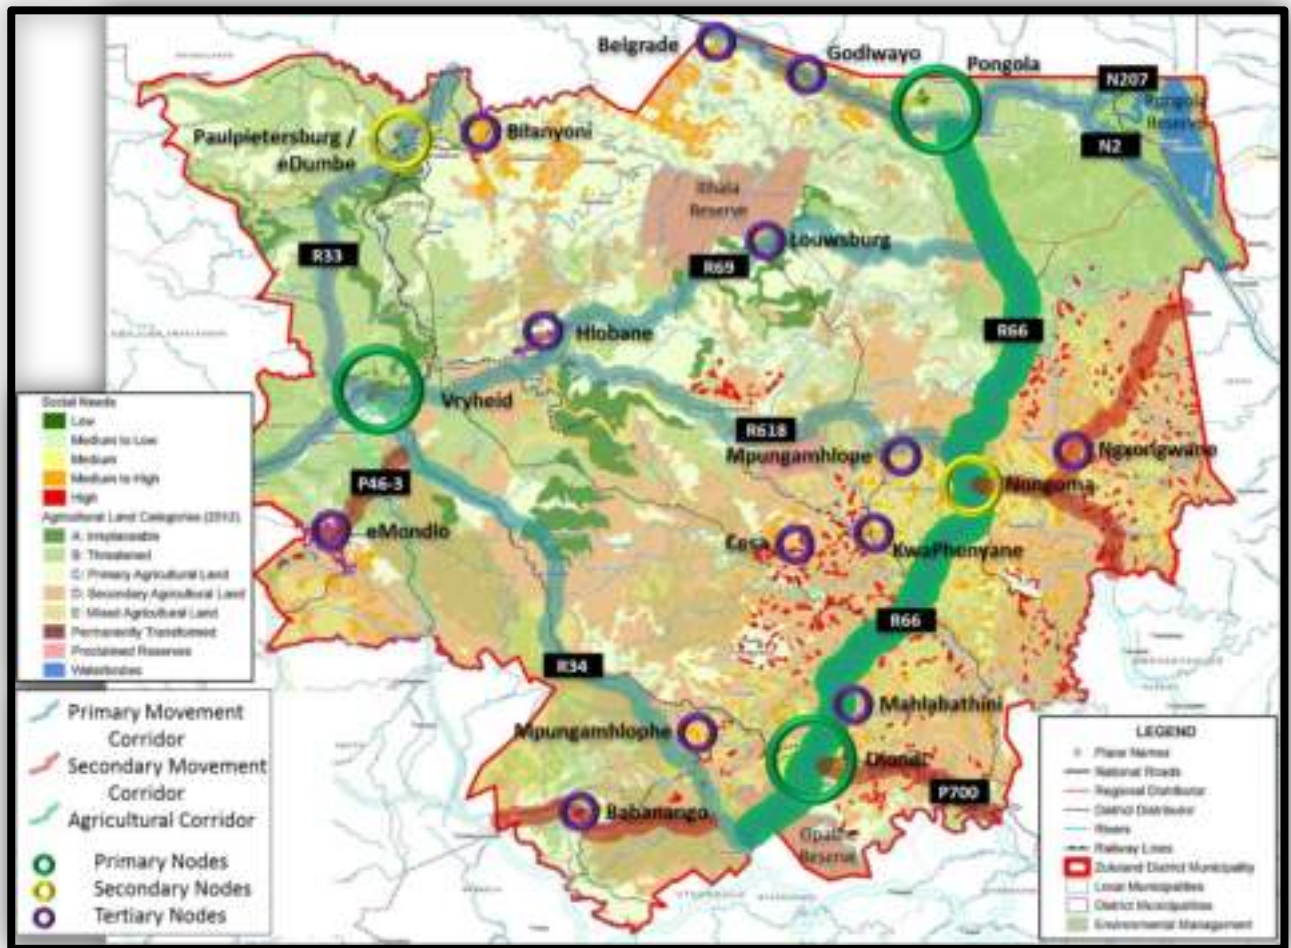 Belgrade
Godlwayo
Pongola
N207
Pongola
Reserve
N2
Paulpietersburg /
eDumbe
Bilanyoni
Ithala
Reserve
Louwsburg
R33
R69
Hlobane
R66
Vryheid
R618
Mpungamhlope
Nongoma
P46-3
eMondlo
Cesa
KwaPhunyane
R66
R34
Mahlabathini
Mpungamhlophe
Ulundi
P700
Babanango
Opathe
Reserve
Social Needs
Low
Medium to Low
Medium
Medium to High
High
Agricultural Land Categories (2012)
A: Irreplaceable
B: Threatened
C: Primary Agricultural Land
D: Secondary Agricultural Land
E: Mixed Agricultural Land
Permanently Transformed
Proclaimed Reserves
Waterbodies
Primary Movement
Corridor
Secondary Movement
Corridor
Agricultural Corridor
Primary Nodes
Secondary Nodes
Tertiary Nodes
LEGEND
Place Names
National Roads
Regional Distributor
District Distributor
Rivers
Railway Lines
Zululand District Municipality
Local Municipalities
District Municipalities
Environmental Management